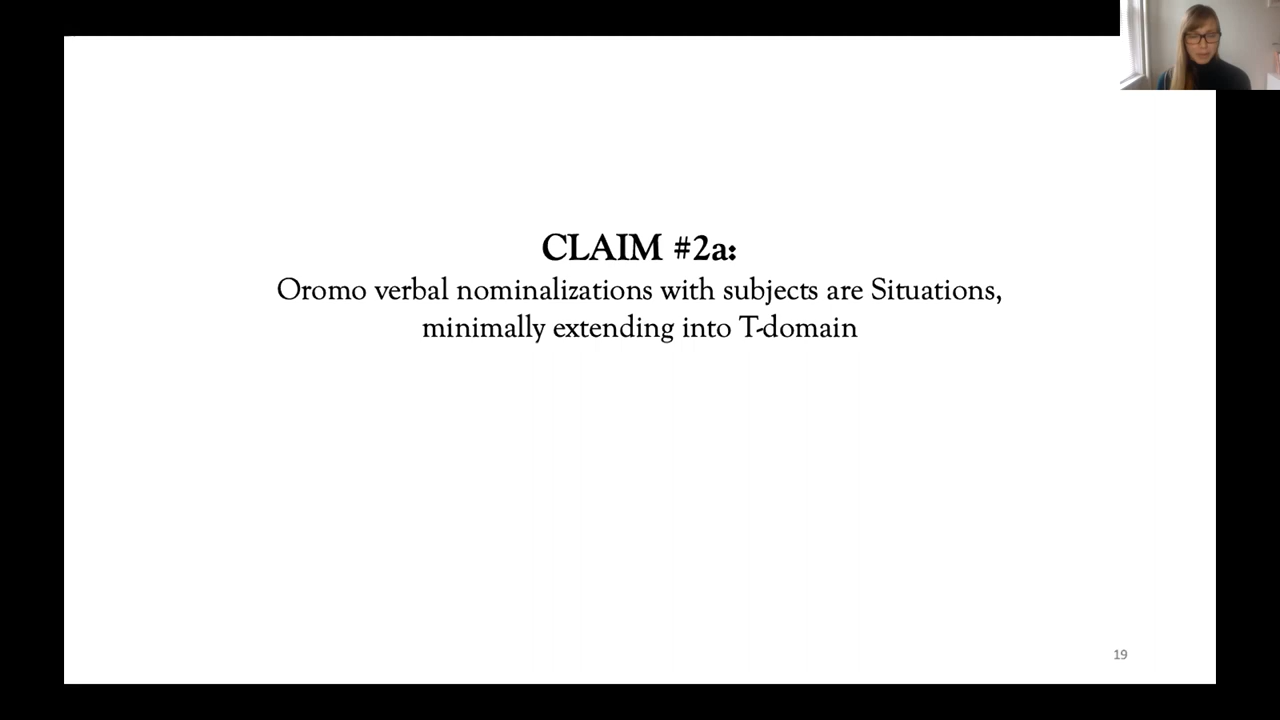 CLAIM #2a:
Oromo verbal nominalizations with subjects are Situations,
minimally extending into T-domain
19